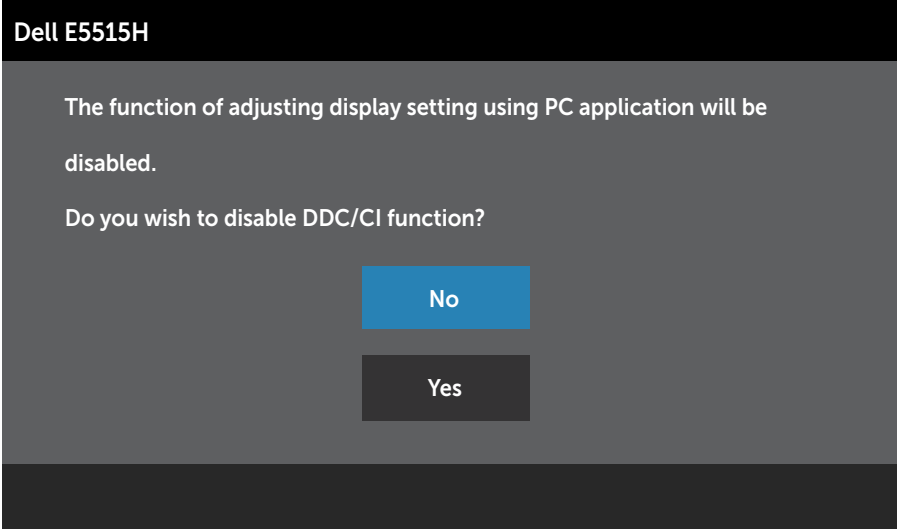 Dell E5515H
The function of adjusting display setting using PC application will be
disabled.
Do you wish to disable DDC/CI function?
No
Yes